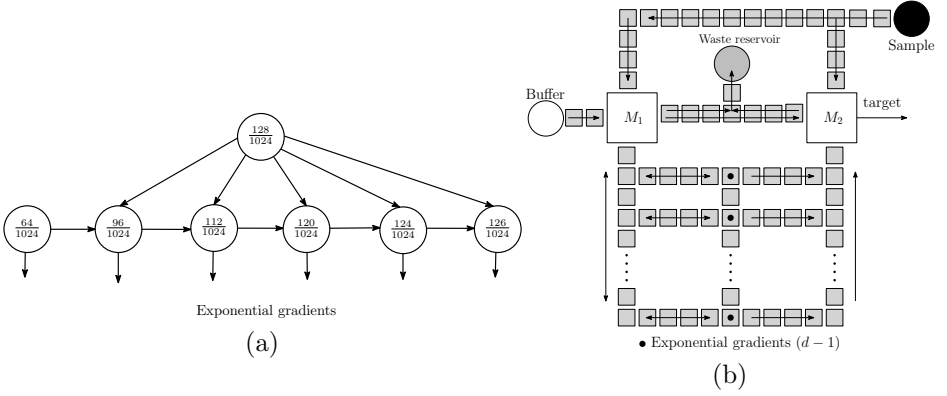 128/1024
64/1024 96/1024 112/1024 120/1024 124/1024 126/1024
Exponential gradients
(a)
Sample
Waste reservoir
Buffer
M₁ M₂ target
• Exponential gradients (d − 1)
(b)